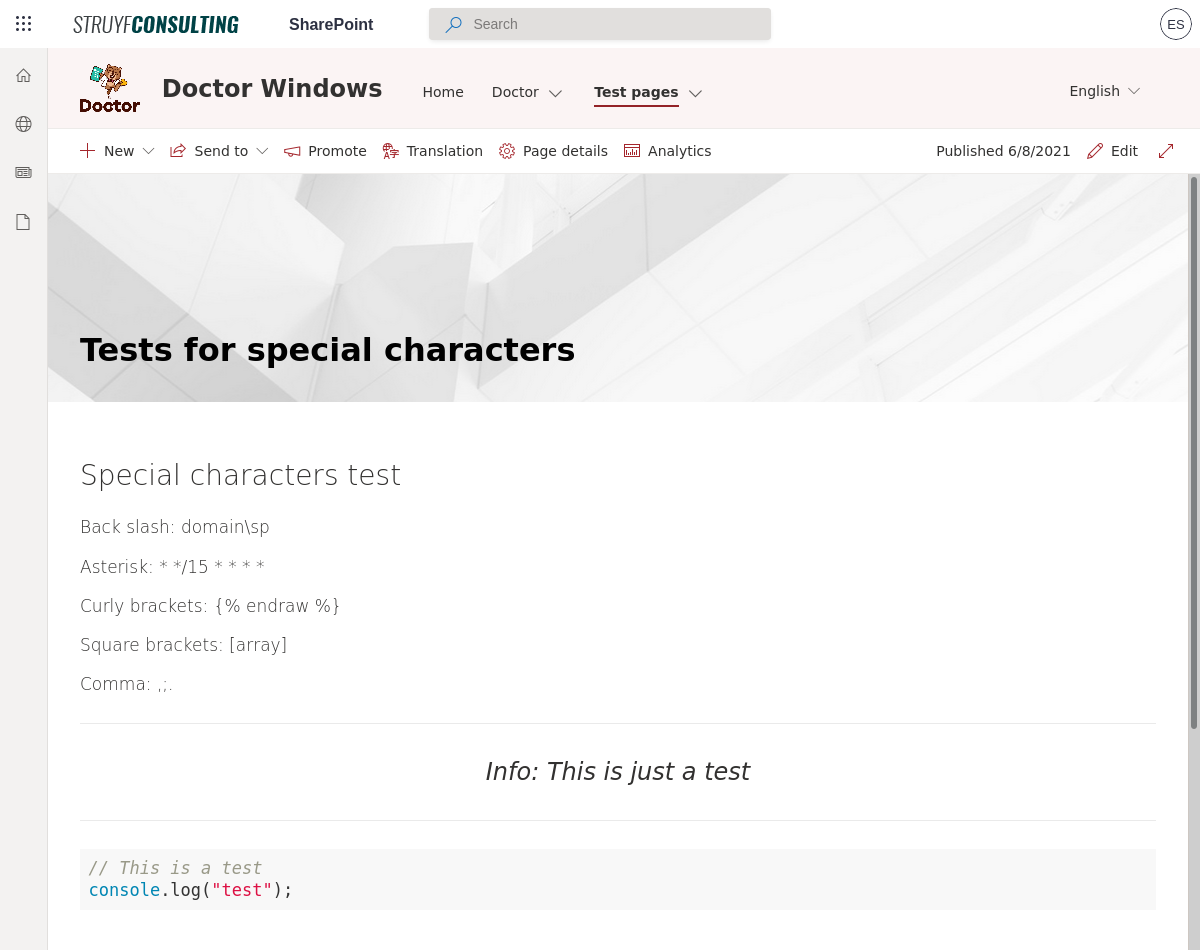 STRUYFCONSULTING SharePoint Search ES
Doctor Doctor Windows Home Doctor Test pages English
New Send to Promote Translation Page details Analytics Published 6/8/2021 Edit
Tests for special characters
Special characters test
Back slash: domain\sp
Asterisk: * */15 * * * *
Curly brackets: {% endraw %}
Square brackets: [array]
Comma: ,;.
Info: This is just a test
// This is a test
console.log("test");